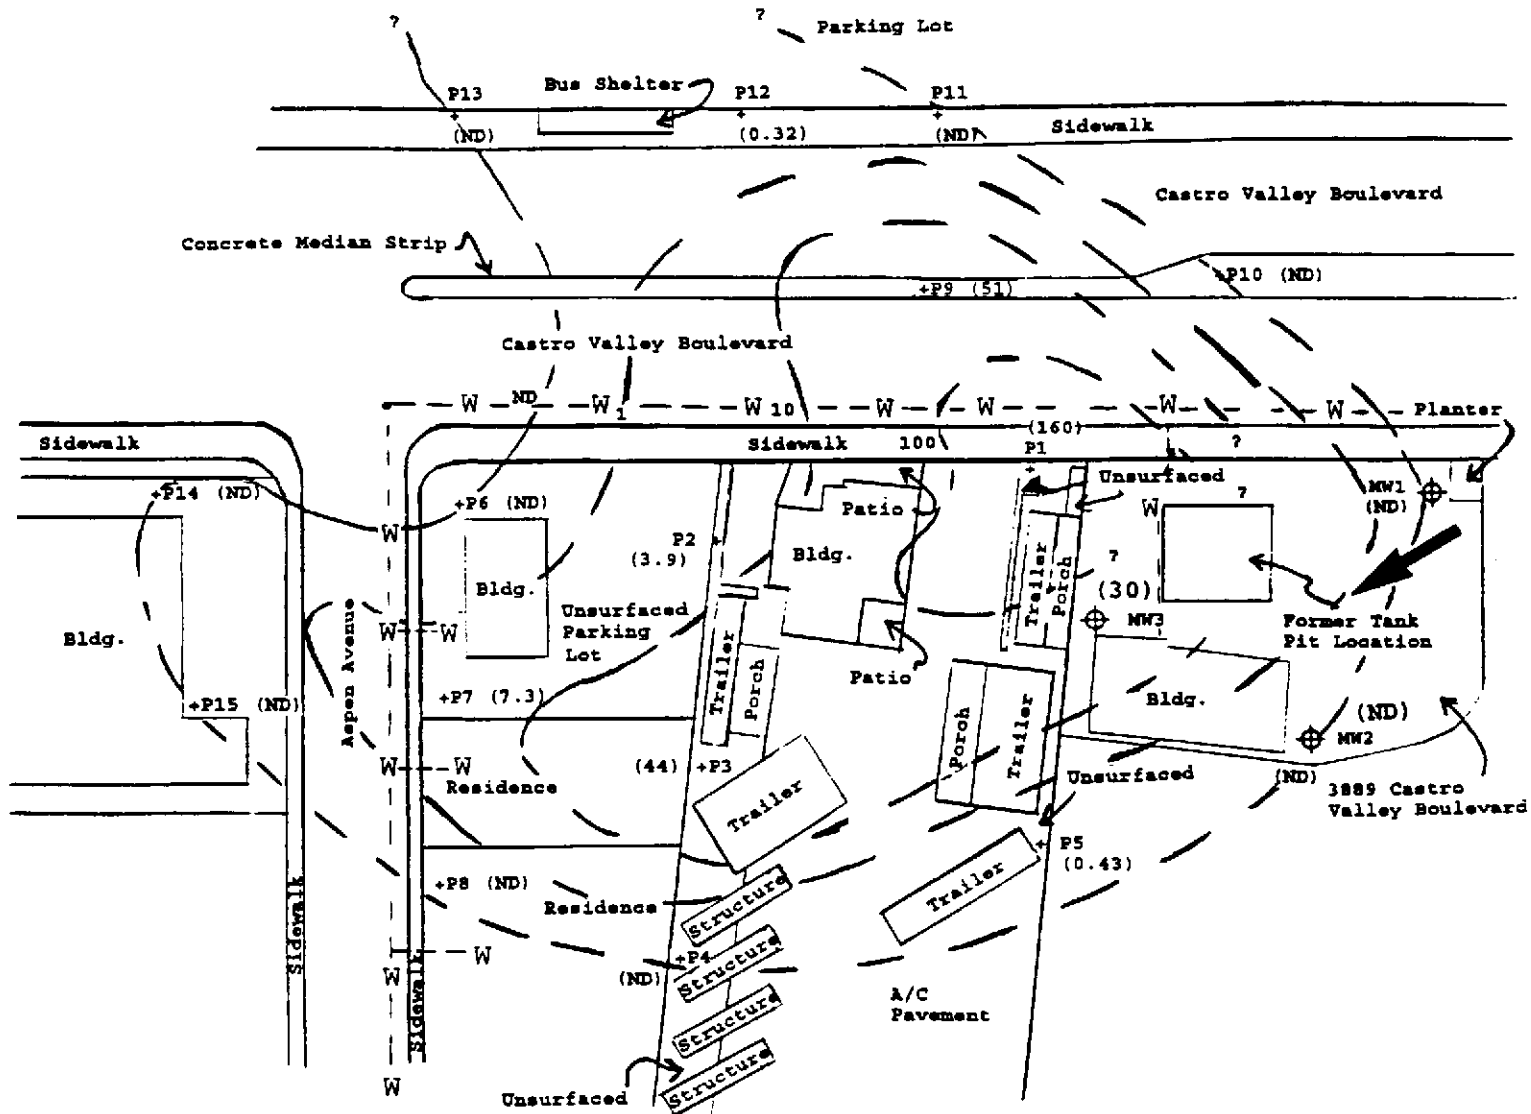 ?
?
Parking Lot
P13
Bus Shelter
P12
P11
+
(ND)
+
(0.32)
+
(ND)
Sidewalk
Castro Valley Boulevard
Concrete Median Strip
+P9 (51)
+P10 (ND)
Castro Valley Boulevard
W
ND
W
1
W
10
W
W
W
W
Planter
Sidewalk
Sidewalk
100
(160)
?
P1
+
Unsurfaced
+P14 (ND)
+P6 (ND)
MW1
(ND)
W
W
?
Patio
P2
+
(3.9)
Bldg.
Trailer
Porch
?
(30)
Bldg.
Unsurfaced
Parking
Lot
MW3
Former Tank
Pit Location
Bldg.
W
W
Aspen Avenue
Trailer
Porch
Patio
+P15 (ND)
+P7 (7.3)
Porch
Trailer
Bldg.
(ND)
MW2
W
W
(44) +P3
Unsurfaced
(ND)
3889 Castro
Valley Boulevard
Residence
Trailer
+
P5
(0.43)
+P8 (ND)
Trailer
Residence
Structure
Sidewalk
W
W
Sidewalk
+P4
(ND)
Structure
A/C
Pavement
Structure
W
Unsurfaced
Structure